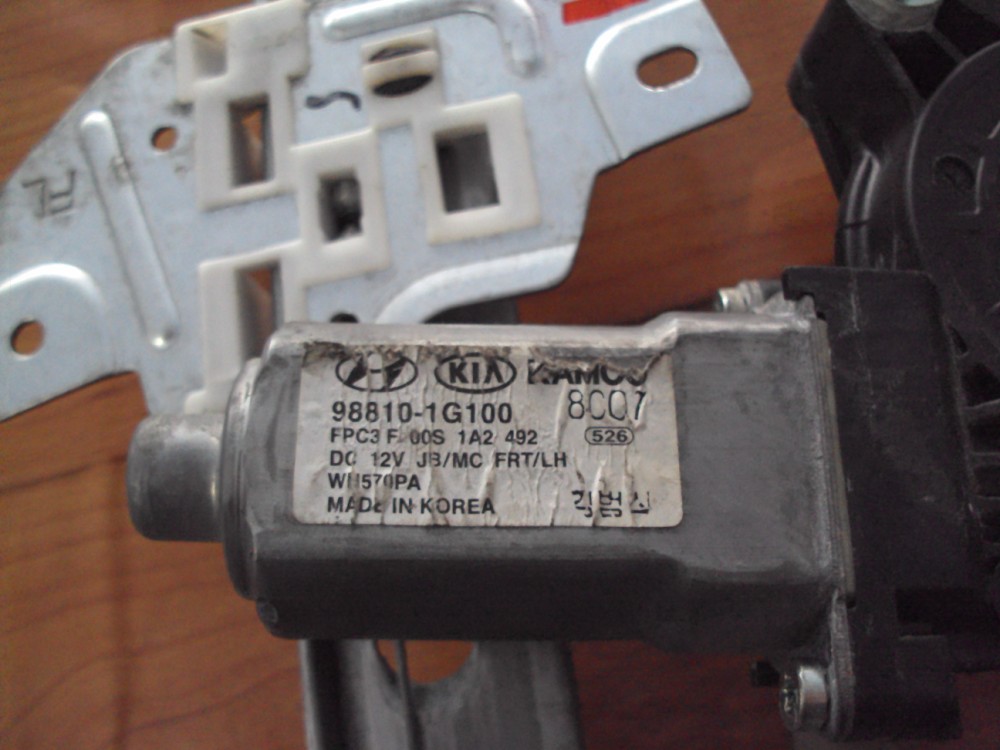 KIA KAMCO
98810-1G100 8C07
FPC3 F 00S 1A2 492 526
DC 12V JB/MC FRT/LH
WH570PA
MADE IN KOREA